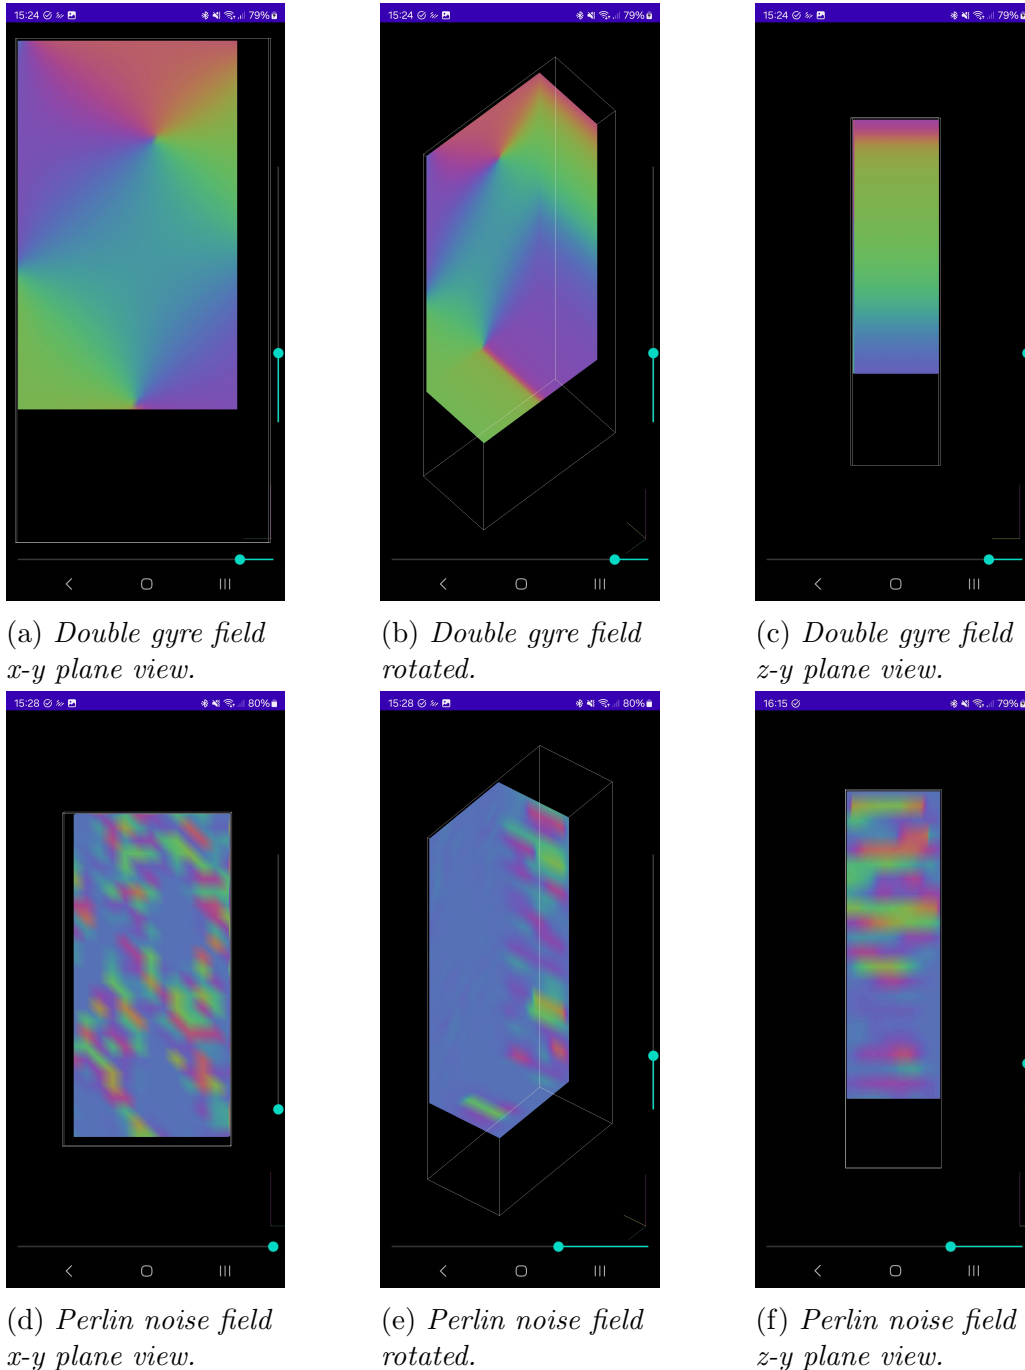 15:24 79%
15:24 79%
15:24 79%
(a) Double gyre field
x-y plane view.
(b) Double gyre field
rotated.
(c) Double gyre field
z-y plane view.
15:28 80%
15:28 80%
16:15 79%
(d) Perlin noise field
x-y plane view.
(e) Perlin noise field
rotated.
(f) Perlin noise field
z-y plane view.